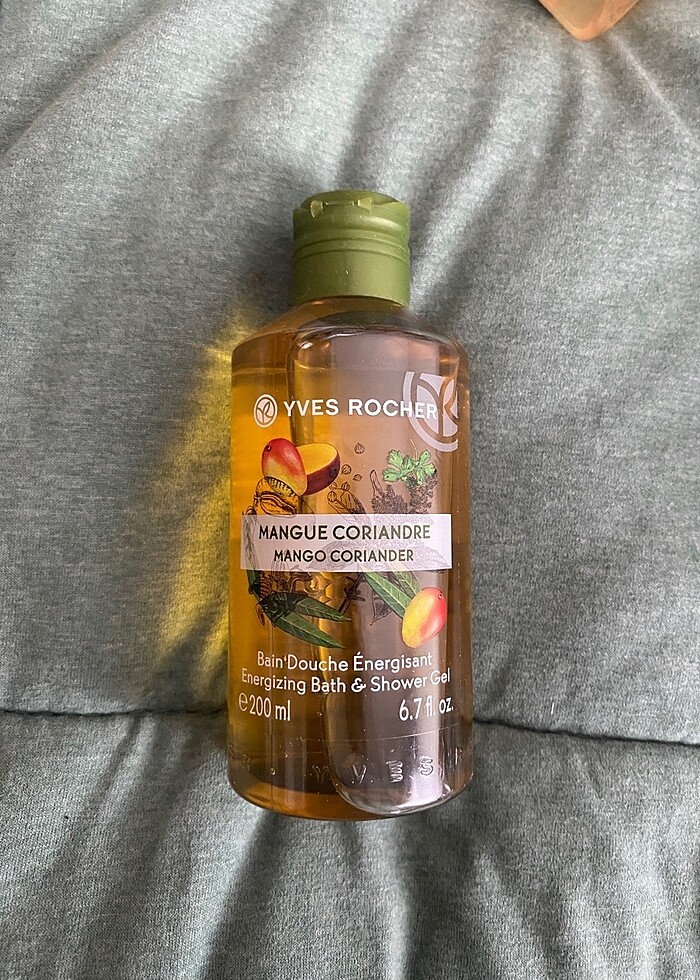 YVES ROCHER
MANGUE CORIANDRE
MANGO CORIANDER
Bain'Douche Énergisant
Energizing Bath & Shower Gel
℮ 200 ml 6.7 fl. oz.
Y V E S